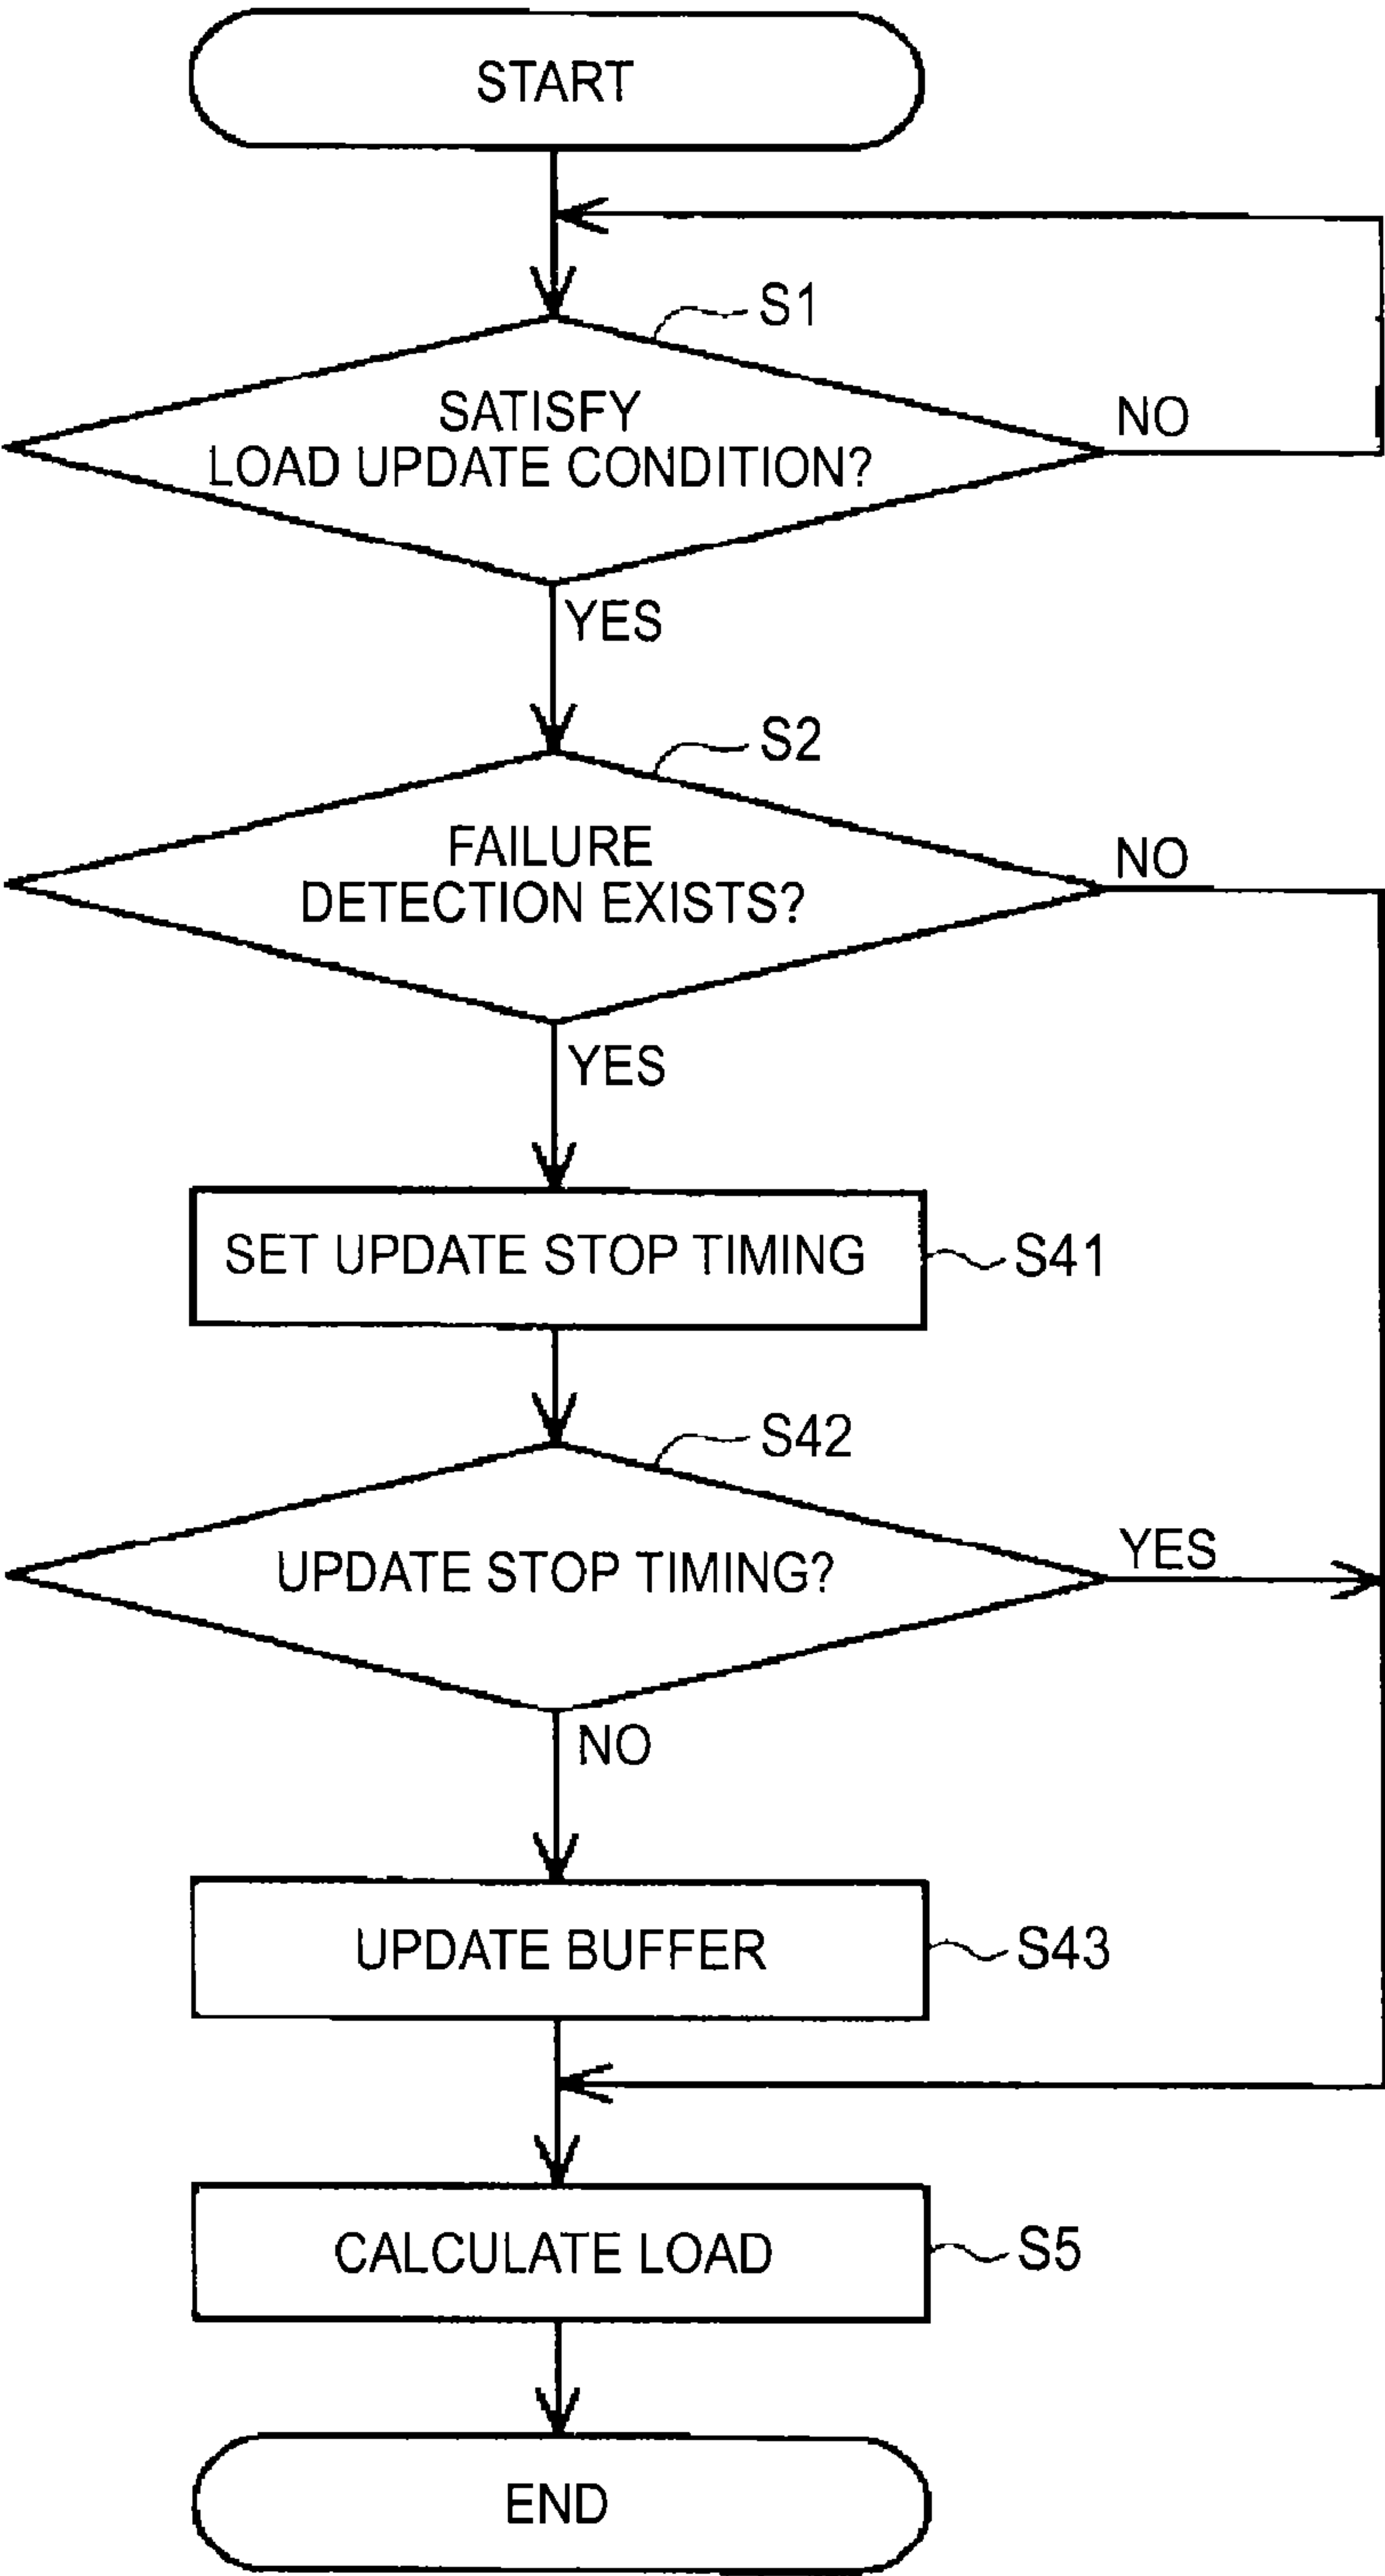 START
S1
SATISFY
LOAD UPDATE CONDITION?
NO
YES
S2
FAILURE
DETECTION EXISTS?
NO
YES
SET UPDATE STOP TIMING
S41
S42
UPDATE STOP TIMING?
YES
NO
UPDATE BUFFER
S43
CALCULATE LOAD
S5
END